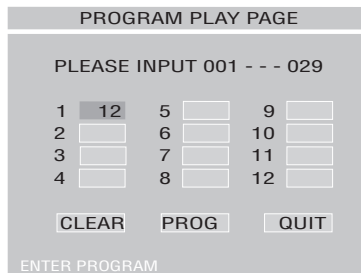 PROGRAM PLAY PAGE
PLEASE INPUT 001 - - - 029
1 12 5 9
2 6 10
3 7 11
4 8 12
CLEAR PROG QUIT
ENTER PROGRAM